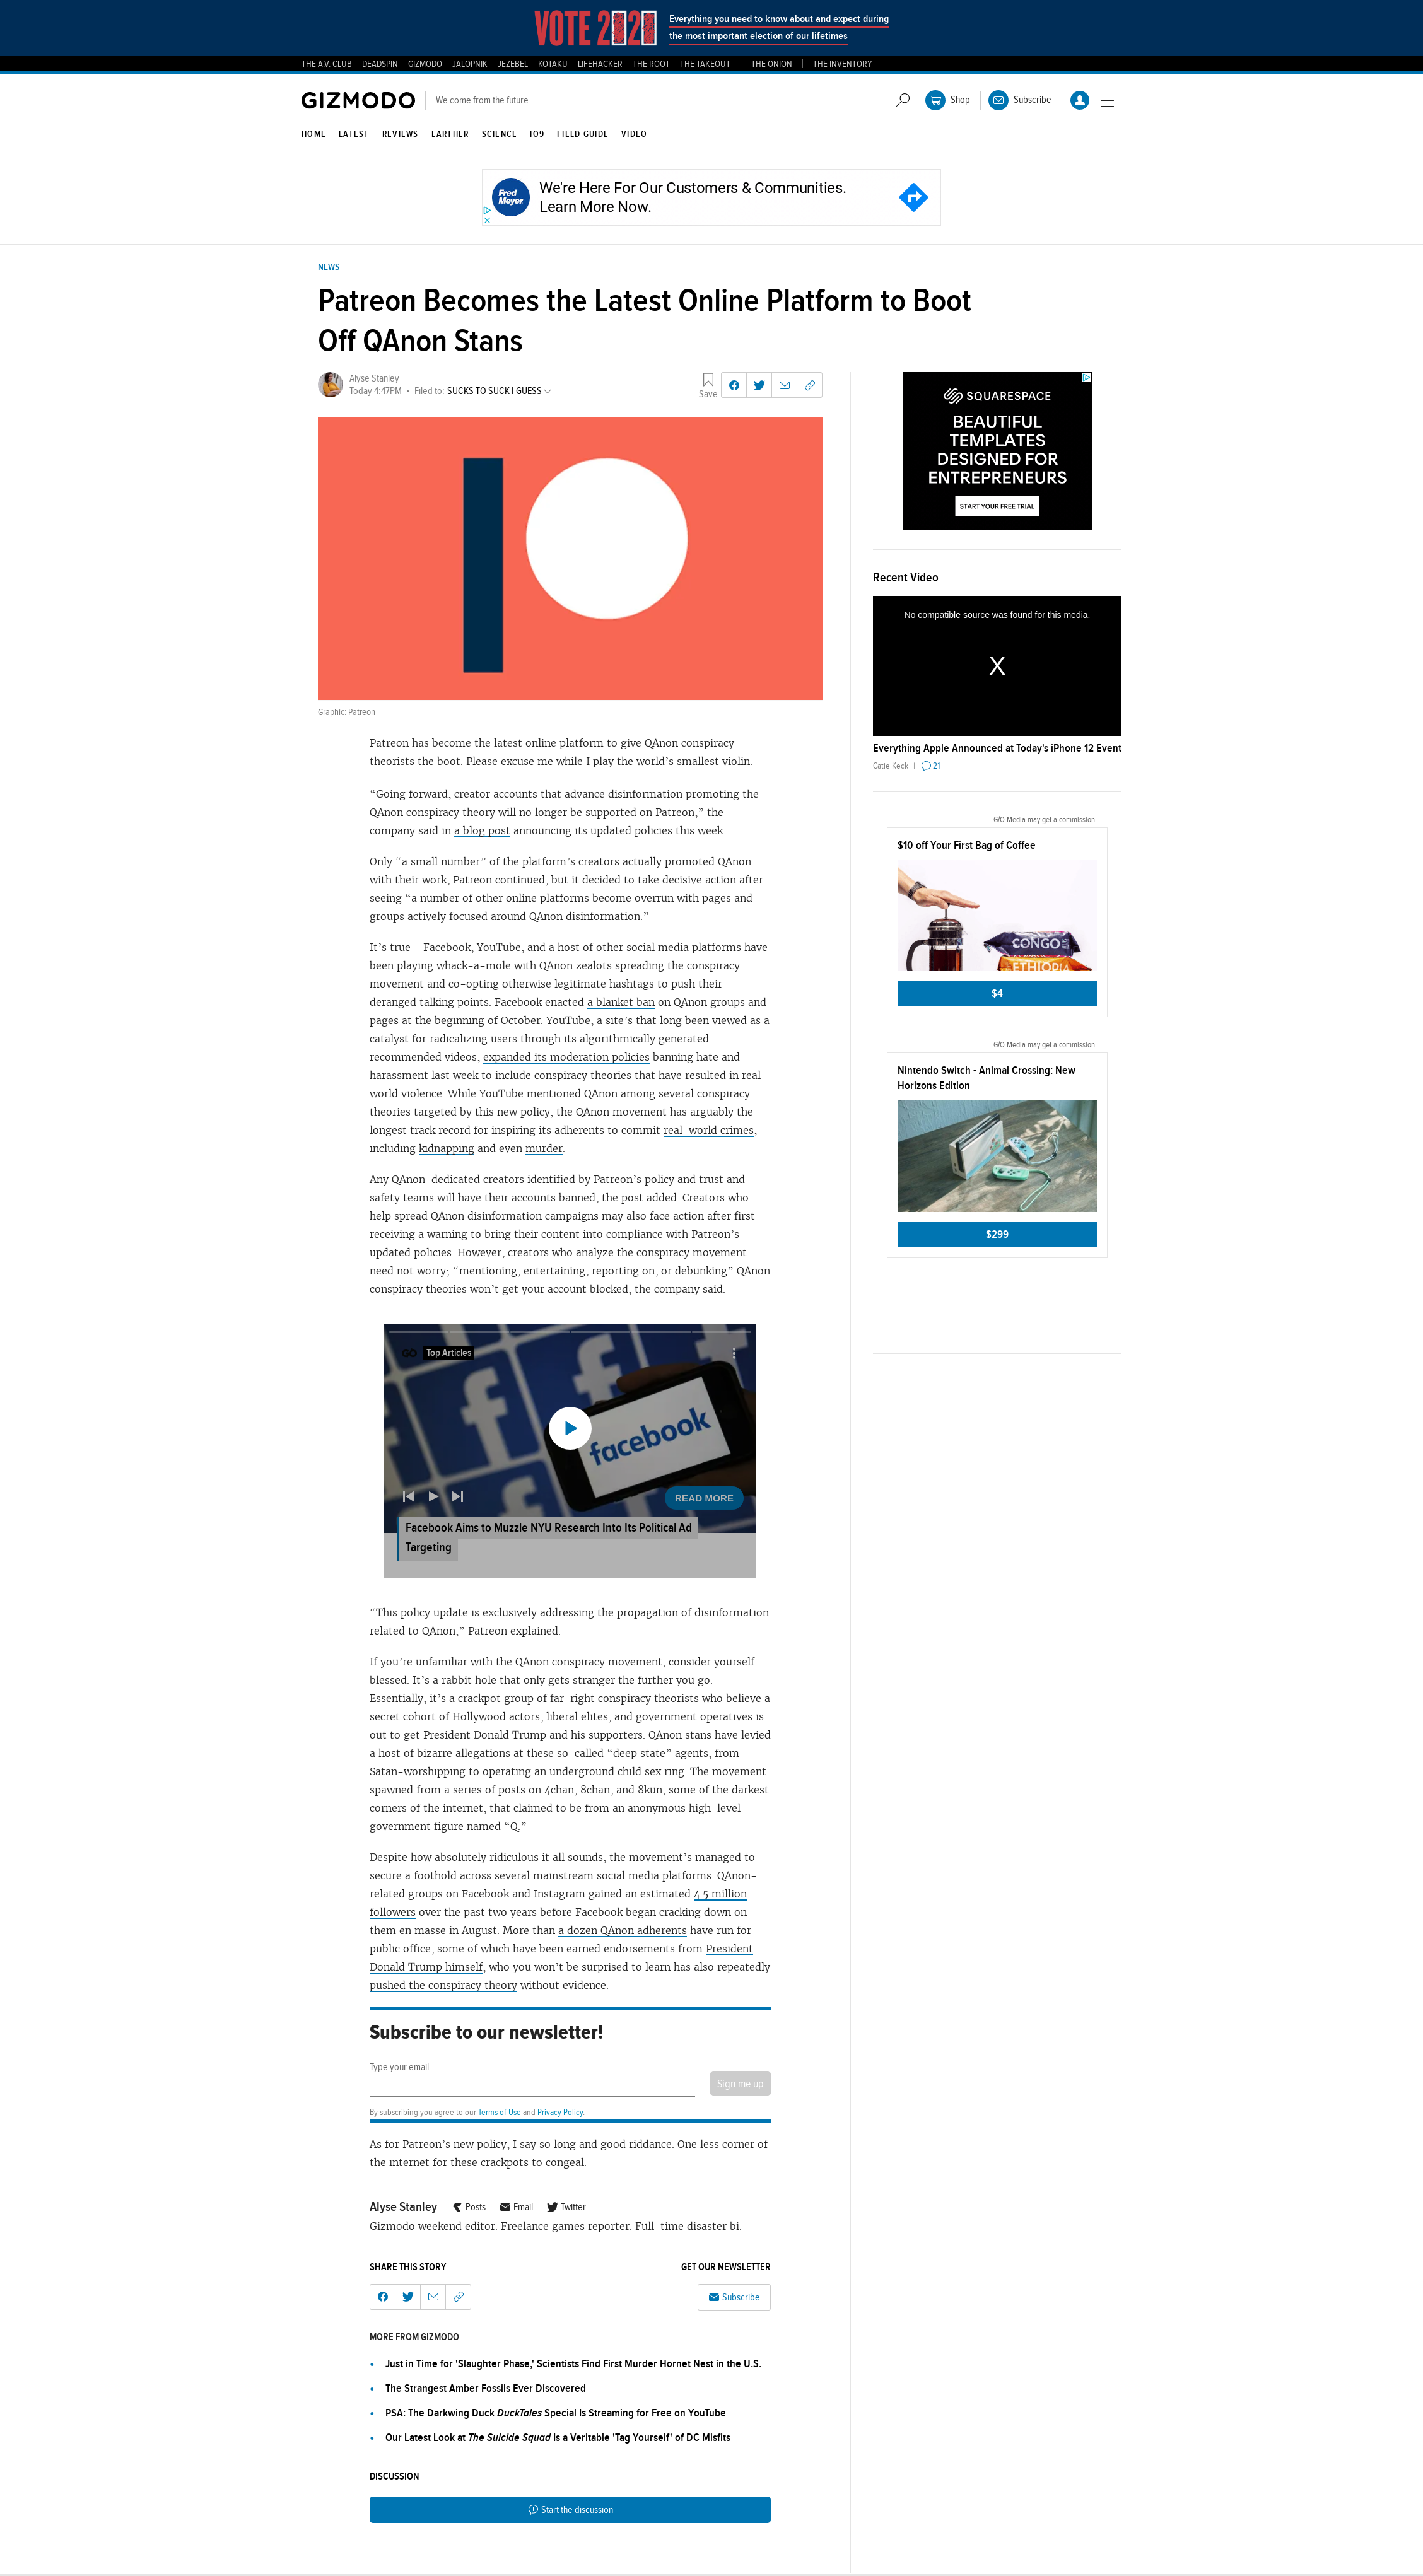 VOTE 2020
Everything you need to know about and expect during
the most important election of our lifetimes
THE A.V. CLUB DEADSPIN GIZMODO JALOPNIK JEZEBEL KOTAKU LIFEHACKER THE ROOT THE TAKEOUT THE ONION THE INVENTORY
GIZMODO We come from the future Shop Subscribe
HOME LATEST REVIEWS EARTHER SCIENCE IO9 FIELD GUIDE VIDEO
Fred Meyer
We're Here For Our Customers & Communities.
Learn More Now.
NEWS
Patreon Becomes the Latest Online Platform to Boot
Off QAnon Stans
Alyse Stanley
Today 4:47PM • Filed to: SUCKS TO SUCK I GUESS
Save
Graphic: Patreon
Patreon has become the latest online platform to give QAnon conspiracy
theorists the boot. Please excuse me while I play the world’s smallest violin.
“Going forward, creator accounts that advance disinformation promoting the
QAnon conspiracy theory will no longer be supported on Patreon,” the
company said in a blog post announcing its updated policies this week.
Only “a small number” of the platform’s creators actually promoted QAnon
with their work, Patreon continued, but it decided to take decisive action after
seeing “a number of other online platforms become overrun with pages and
groups actively focused around QAnon disinformation.”
It’s true—Facebook, YouTube, and a host of other social media platforms have
been playing whack-a-mole with QAnon zealots spreading the conspiracy
movement and co-opting otherwise legitimate hashtags to push their
deranged talking points. Facebook enacted a blanket ban on QAnon groups and
pages at the beginning of October. YouTube, a site’s that long been viewed as a
catalyst for radicalizing users through its algorithmically generated
recommended videos, expanded its moderation policies banning hate and
harassment last week to include conspiracy theories that have resulted in real-
world violence. While YouTube mentioned QAnon among several conspiracy
theories targeted by this new policy, the QAnon movement has arguably the
longest track record for inspiring its adherents to commit real-world crimes,
including kidnapping and even murder.
Any QAnon-dedicated creators identified by Patreon’s policy and trust and
safety teams will have their accounts banned, the post added. Creators who
help spread QAnon disinformation campaigns may also face action after first
receiving a warning to bring their content into compliance with Patreon’s
updated policies. However, creators who analyze the conspiracy movement
need not worry; “mentioning, entertaining, reporting on, or debunking” QAnon
conspiracy theories won’t get your account blocked, the company said.
Top Articles
facebook
facebook
READ MORE
Facebook Aims to Muzzle NYU Research Into Its Political Ad
Targeting
“This policy update is exclusively addressing the propagation of disinformation
related to QAnon,” Patreon explained.
If you’re unfamiliar with the QAnon conspiracy movement, consider yourself
blessed. It’s a rabbit hole that only gets stranger the further you go.
Essentially, it’s a crackpot group of far-right conspiracy theorists who believe a
secret cohort of Hollywood actors, liberal elites, and government operatives is
out to get President Donald Trump and his supporters. QAnon stans have levied
a host of bizarre allegations at these so-called “deep state” agents, from
Satan-worshipping to operating an underground child sex ring. The movement
spawned from a series of posts on 4chan, 8chan, and 8kun, some of the darkest
corners of the internet, that claimed to be from an anonymous high-level
government figure named “Q.”
Despite how absolutely ridiculous it all sounds, the movement’s managed to
secure a foothold across several mainstream social media platforms. QAnon-
related groups on Facebook and Instagram gained an estimated 4.5 million
followers over the past two years before Facebook began cracking down on
them en masse in August. More than a dozen QAnon adherents have run for
public office, some of which have been earned endorsements from President
Donald Trump himself, who you won’t be surprised to learn has also repeatedly
pushed the conspiracy theory without evidence.
Subscribe to our newsletter!
Type your email
Sign me up
By subscribing you agree to our Terms of Use and Privacy Policy.
As for Patreon’s new policy, I say so long and good riddance. One less corner of
the internet for these crackpots to congeal.
Alyse Stanley Posts Email Twitter
Gizmodo weekend editor. Freelance games reporter. Full-time disaster bi.
SHARE THIS STORY
GET OUR NEWSLETTER
Subscribe
MORE FROM GIZMODO
• Just in Time for 'Slaughter Phase,' Scientists Find First Murder Hornet Nest in the U.S.
• The Strangest Amber Fossils Ever Discovered
• PSA: The Darkwing Duck DuckTales Special Is Streaming for Free on YouTube
• Our Latest Look at The Suicide Squad Is a Veritable 'Tag Yourself' of DC Misfits
DISCUSSION
Start the discussion
SQUARESPACE
BEAUTIFUL
TEMPLATES
DESIGNED FOR
ENTREPRENEURS
START YOUR FREE TRIAL
Recent Video
No compatible source was found for this media.
X
Everything Apple Announced at Today's iPhone 12 Event
Catie Keck | 21
G/O Media may get a commission
$10 off Your First Bag of Coffee
CONGO
ETHIOPIA
$4
G/O Media may get a commission
Nintendo Switch - Animal Crossing: New
Horizons Edition
$299